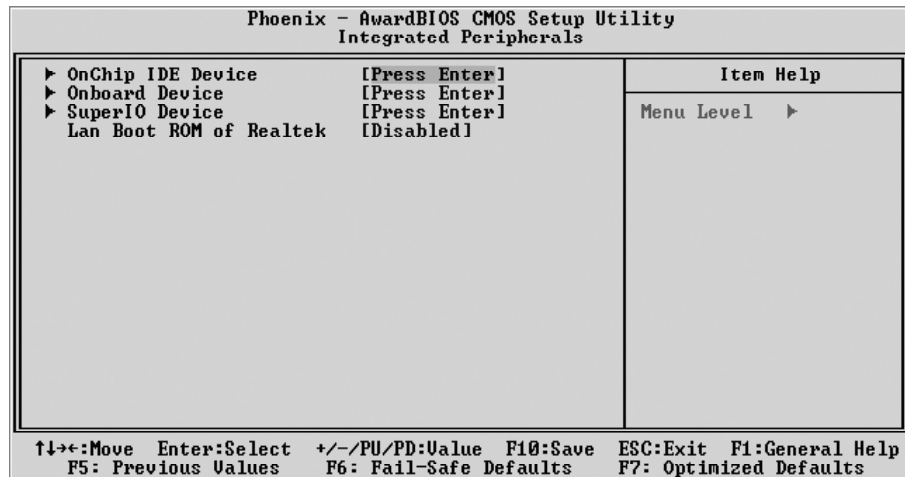 Phoenix - AwardBIOS CMOS Setup Utility
Integrated Peripherals
▶ OnChip IDE Device [Press Enter]
▶ Onboard Device [Press Enter]
▶ SuperIO Device [Press Enter]
Lan Boot ROM of Realtek [Disabled]
Item Help
Menu Level ▶
↑↓→←:Move Enter:Select +/-/PU/PD:Value F10:Save ESC:Exit F1:General Help
F5: Previous Values F6: Fail-Safe Defaults F7: Optimized Defaults